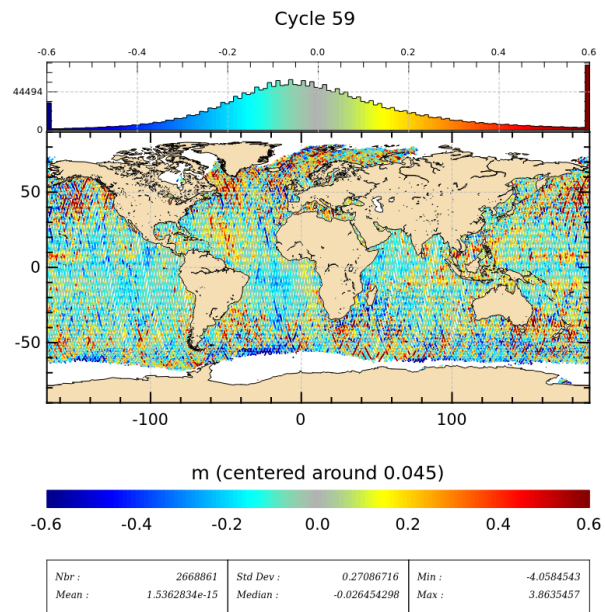 Cycle 59
-0.6 -0.4 -0.2 0.0 0.2 0.4 0.6
44494
0
50
0
-50
-100 0 100
m (centered around 0.045)
-0.6 -0.4 -0.2 0.0 0.2 0.4 0.6
Nbr : 2668861 Std Dev : 0.27086716 Min : -4.0584543
Mean : 1.5362834e-15 Median : -0.026454298 Max : 3.8635457